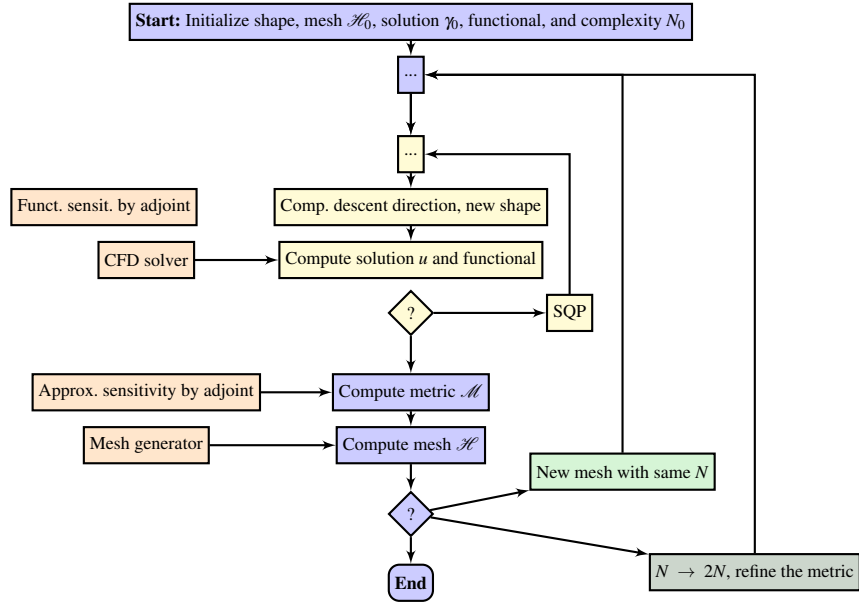 Start: Initialize shape, mesh ℋ₀, solution γ₀, functional, and complexity N₀
...
...
Funct. sensit. by adjoint
Comp. descent direction, new shape
CFD solver
Compute solution u and functional
?
SQP
Approx. sensitivity by adjoint
Compute metric ℳ
Mesh generator
Compute mesh ℋ
New mesh with same N
?
N → 2N, refine the metric
End